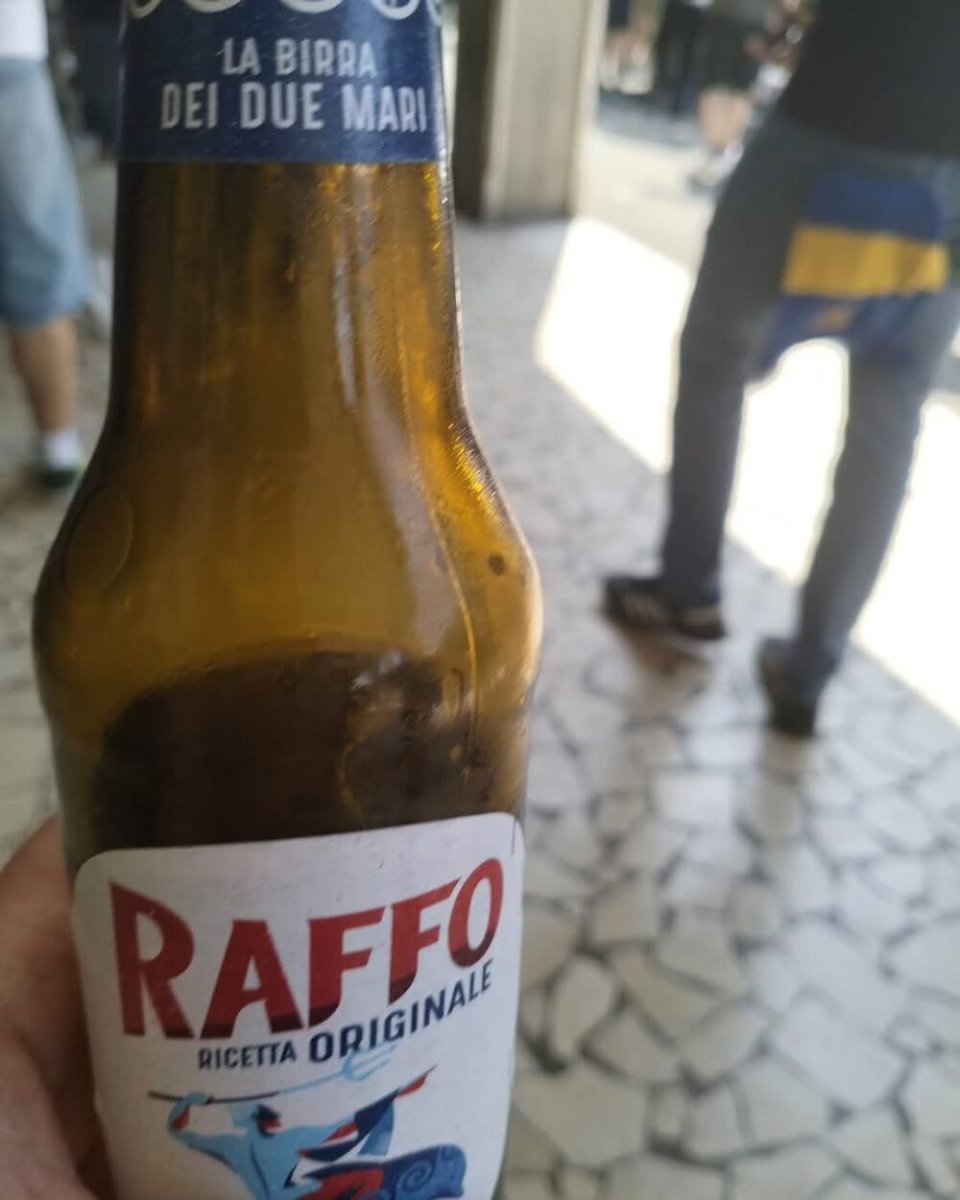 LA BIRRA
DEI DUE MARI
RAFFO
RICETTA ORIGINALE